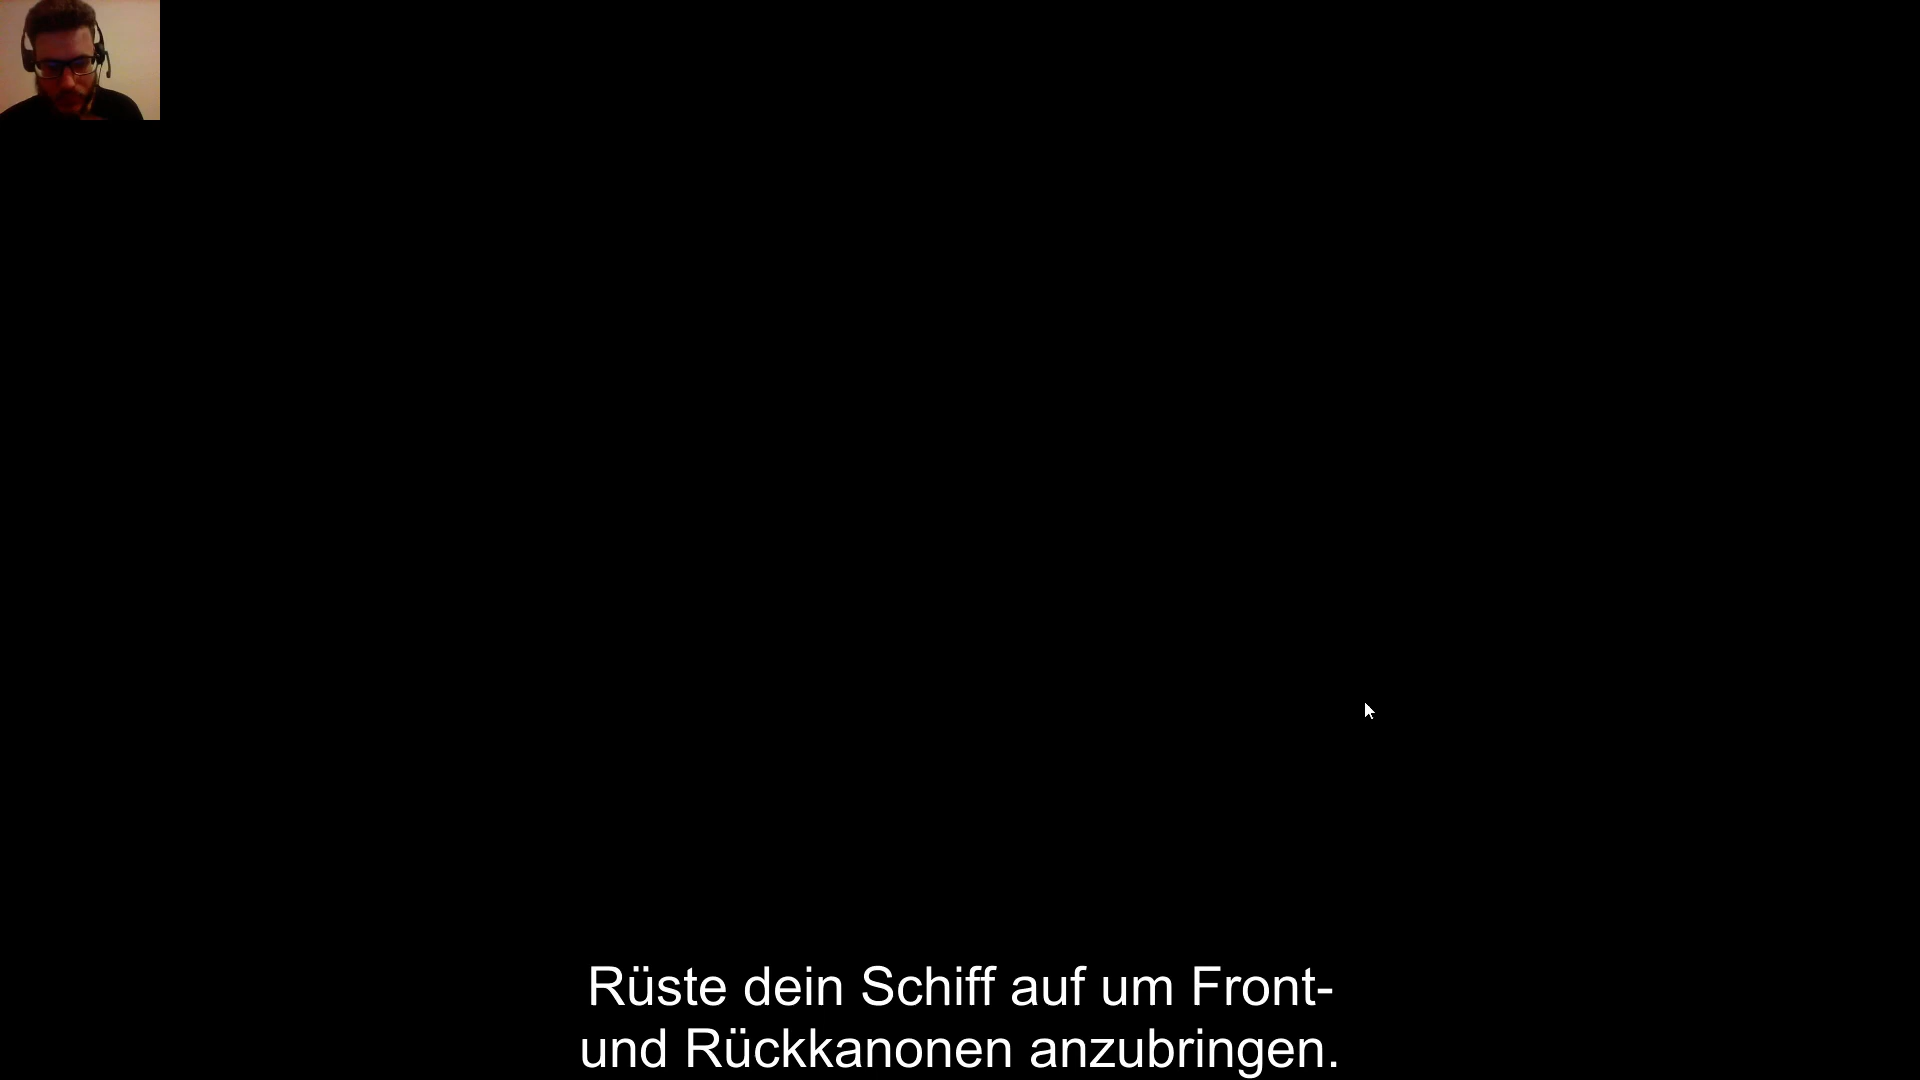 Rüste dein Schiff auf um Front-
und Rückkanonen anzubringen.